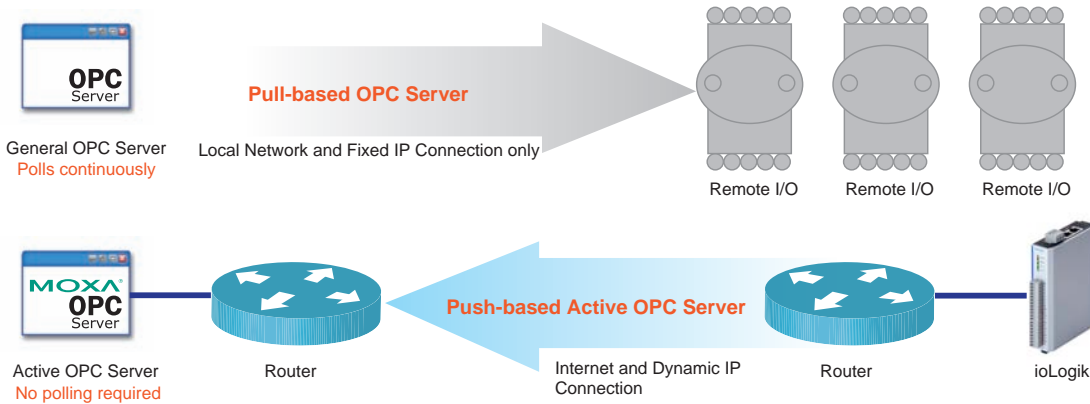 OPC
Server
General OPC Server
Polls continuously
Pull-based OPC Server
Local Network and Fixed IP Connection only
Remote I/O
Remote I/O
Remote I/O
MOXA®
OPC
Server
Active OPC Server
No polling required
Router
Push-based Active OPC Server
Internet and Dynamic IP
Connection
Router
ioLogik